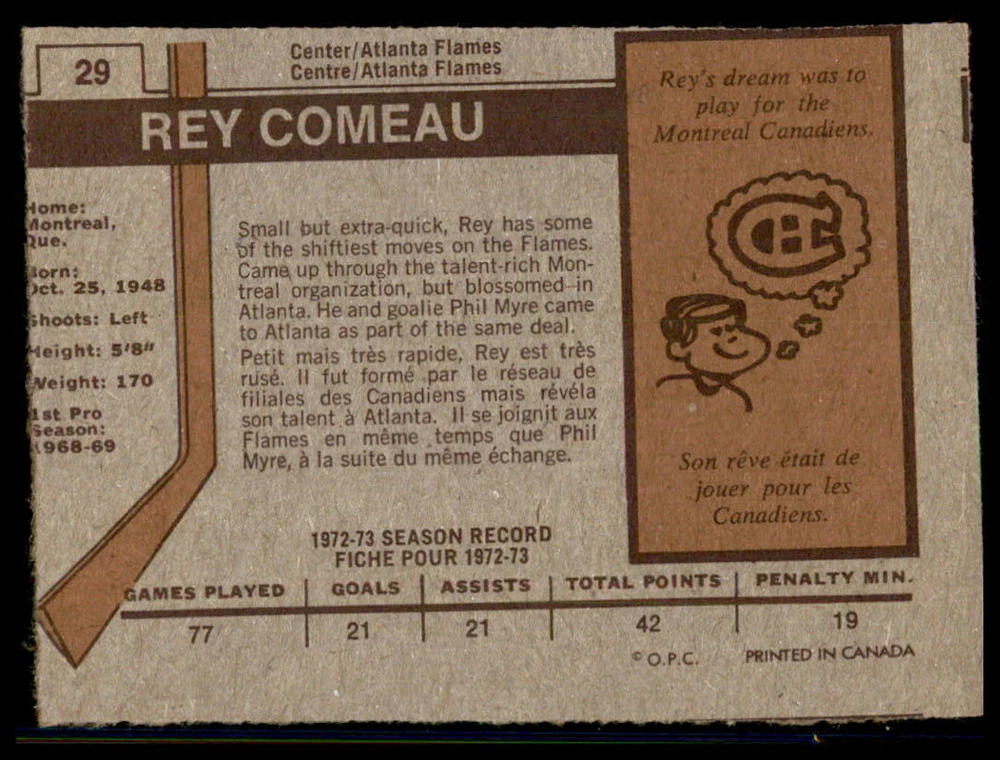 29
Center/Atlanta Flames
Centre/Atlanta Flames
REY COMEAU
Home:
Montreal,
Que.
Born:
Oct. 25, 1948
Shoots: Left
Height: 5'8"
Weight: 170
1st Pro
Season:
1968-69
Small but extra-quick, Rey has some
of the shiftiest moves on the Flames.
Came up through the talent-rich Mon-
treal organization, but blossomed in
Atlanta. He and goalie Phil Myre came
to Atlanta as part of the same deal.
Petit mais très rapide, Rey est très
rusé. Il fut formé par le réseau de
filiales des Canadiens mais révéla
son talent à Atlanta. Il se joignit aux
Flames en même temps que Phil
Myre, à la suite du même échange.
Rey's dream was to
play for the
Montreal Canadiens.
CH
Son rêve était de
jouer pour les
Canadiens.
1972-73 SEASON RECORD
FICHE POUR 1972-73
GAMES PLAYED GOALS ASSISTS TOTAL POINTS PENALTY MIN.
77 21 21 42 19
© O.P.C. PRINTED IN CANADA